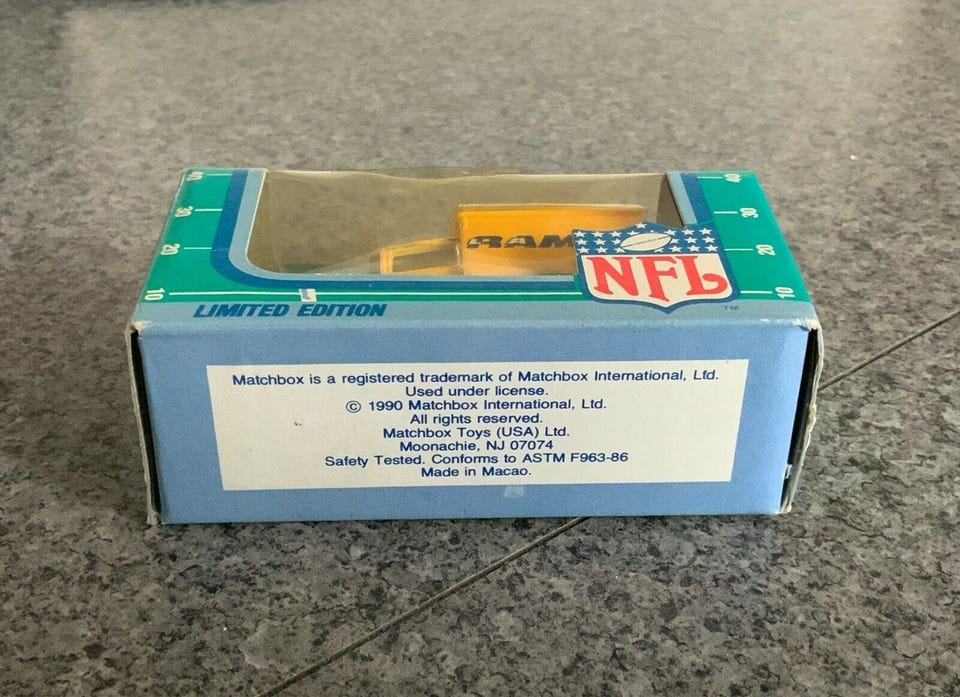 40 40
30 30
20 20
10 10
RAM
NFL
LIMITED EDITION
TM
Matchbox is a registered trademark of Matchbox International, Ltd.
Used under license.
© 1990 Matchbox International, Ltd.
All rights reserved.
Matchbox Toys (USA) Ltd.
Moonachie, NJ 07074
Safety Tested. Conforms to ASTM F963-86
Made in Macao.